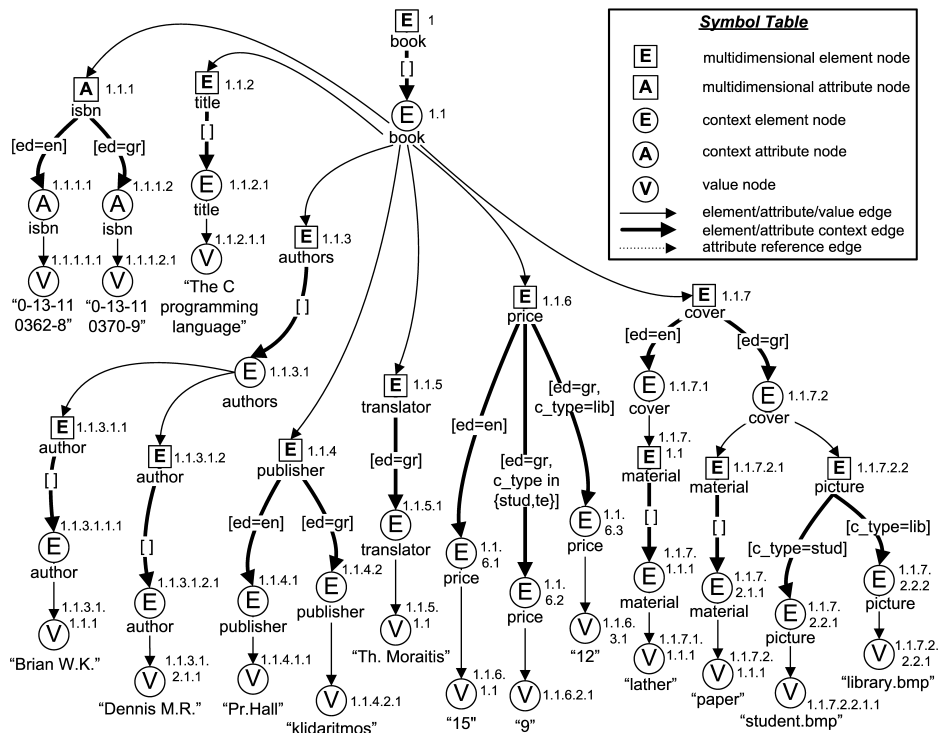 Symbol Table
E multidimensional element node
A multidimensional attribute node
E context element node
A context attribute node
V value node
element/attribute/value edge
element/attribute context edge
attribute reference edge
E 1
book
[ ]
E 1.1
book
A 1.1.1
isbn
[ed=en] [ed=gr]
A 1.1.1.1
isbn
V 1.1.1.1.1
“0-13-11
0362-8”
A 1.1.1.2
isbn
V 1.1.1.2.1
“0-13-11
0370-9”
E 1.1.2
title
[ ]
E 1.1.2.1
title
V 1.1.2.1.1
“The C
programming
language”
E 1.1.3
authors
[ ]
E 1.1.3.1
authors
E 1.1.3.1.1
author
[ ]
E 1.1.3.1.1.1
author
V 1.1.3.1.
1.1.1
“Brian W.K.”
E 1.1.3.1.2
author
[ ]
E 1.1.3.1.2.1
author
V 1.1.3.1.
2.1.1
“Dennis M.R.”
E 1.1.4
publisher
[ed=en] [ed=gr]
E 1.1.4.1
publisher
V 1.1.4.1.1
“Pr.Hall”
E 1.1.4.2
publisher
V 1.1.4.2.1
“klidaritmos”
E 1.1.5
translator
[ed=gr]
E 1.1.5.1
translator
V 1.1.5.
1.1
“Th. Moraitis”
E 1.1.6
price
[ed=en]
E 1.1.
6.1
price
V 1.1.6.
1.1
“15"
[ed=gr,
c_type in
{stud,te}]
E 1.1.
6.2
price
V 1.1.6.2.1
“9”
[ed=gr,
c_type=lib]
E 1.1.
6.3
price
V 1.1.6.
3.1
“12”
E 1.1.7
cover
[ed=en] [ed=gr]
E 1.1.7.1
cover
E 1.1.7.
1.1
material
[ ]
E 1.1.7.
1.1.1
material
V 1.1.7.1.
1.1.1
“lather”
E 1.1.7.2
cover
E 1.1.7.2.1
material
[ ]
E 1.1.7.
2.1.1
material
V 1.1.7.2.
1.1.1
“paper”
E 1.1.7.2.2
picture
[c_type=stud] [c_type=lib]
E 1.1.7.
2.2.1
picture
V 1.1.7.2.2.1.1
“student.bmp”
E 1.1.7.
2.2.2
picture
V 1.1.7.2.
2.2.1
“library.bmp”